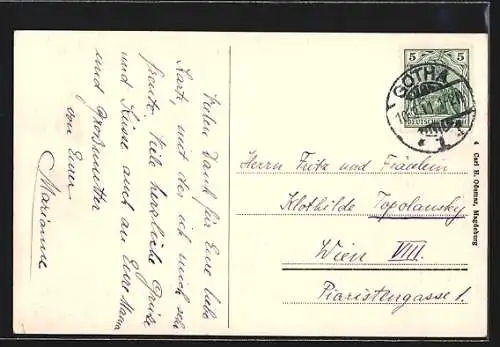 Vielen Dank für Eure liebe
Karte, mit der ich mich sehr
freute. Viele herzliche Grüße
und Küsse auch an Eure Mama
und Großmutter
von Eurer
Marianne
5 5
GOTHA
DEUTSCHES
Herrn Fritz und Fräulein
Klothilde Topolansky
Wien VIII.
Piaristengasse 1.
Carl H. Odemar, Magdeburg